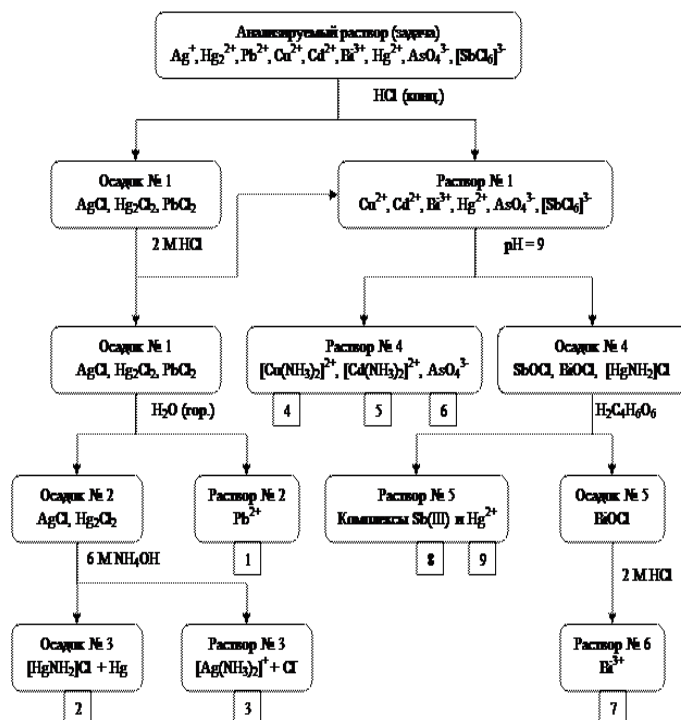 Анализируемый раствор (задача)
Ag⁺, Hg₂²⁺, Pb²⁺, Cu²⁺, Cd²⁺, Bi³⁺, Hg²⁺, AsO₄³⁻, [SbCl₆]³⁻
HCl (конц.)
Осадок № 1
AgCl, Hg₂Cl₂, PbCl₂
Раствор № 1
Cu²⁺, Cd²⁺, Bi³⁺, Hg²⁺, AsO₄³⁻, [SbCl₆]³⁻
2 M HCl
pH = 9
Осадок № 1
AgCl, Hg₂Cl₂, PbCl₂
Раствор № 4
[Cu(NH₃)₂]²⁺, [Cd(NH₃)₂]²⁺, AsO₄³⁻
Осадок № 4
SbOCl, BiOCl, [HgNH₂]Cl
H₂O (гор.)
4
5
6
H₂C₄H₆O₆
Осадок № 2
AgCl, Hg₂Cl₂
Раствор № 2
Pb²⁺
Раствор № 5
Комплексы Sb(III) и Hg²⁺
Осадок № 5
BiOCl
6 M NH₄OH
1
8
9
2 M HCl
Осадок № 3
[HgNH₂]Cl + Hg
Раствор № 3
[Ag(NH₃)₂]⁺ + Cl⁻
Раствор № 6
Bi³⁺
2
3
7